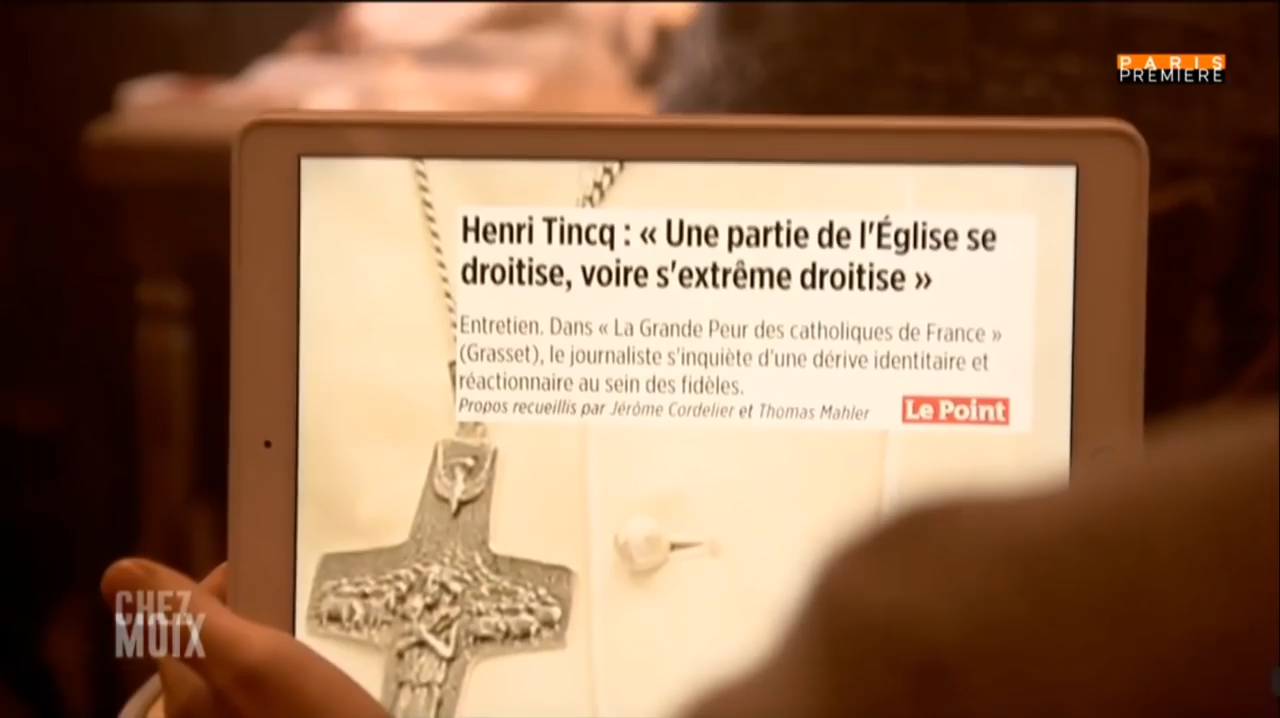 PARIS
PREMIERE
Henri Tincq : « Une partie de l'Église se
droitise, voire s'extrême droitise »
Entretien. Dans « La Grande Peur des catholiques de France »
(Grasset), le journaliste s'inquiète d'une dérive identitaire et
réactionnaire au sein des fidèles.
Propos recueillis par Jérôme Cordelier et Thomas Mahler
Le Point
CHEZ
MOIX